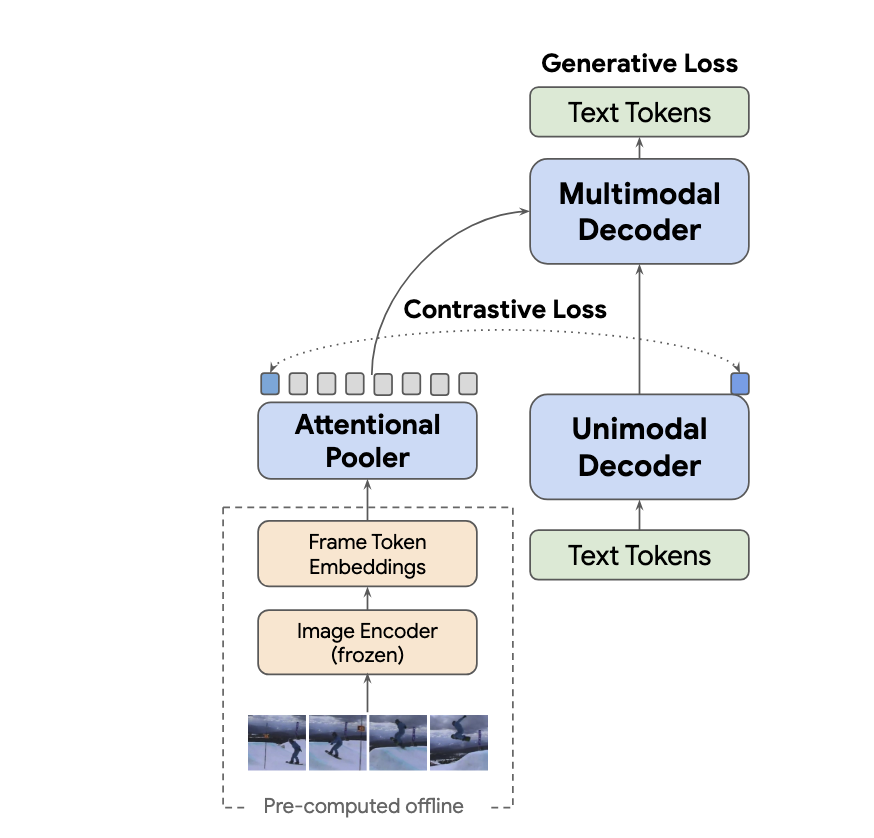 Generative Loss
Text Tokens
Multimodal
Decoder
Contrastive Loss
Attentional
Pooler
Unimodal
Decoder
Frame Token
Embeddings
Text Tokens
Image Encoder
(frozen)
Pre-computed offline